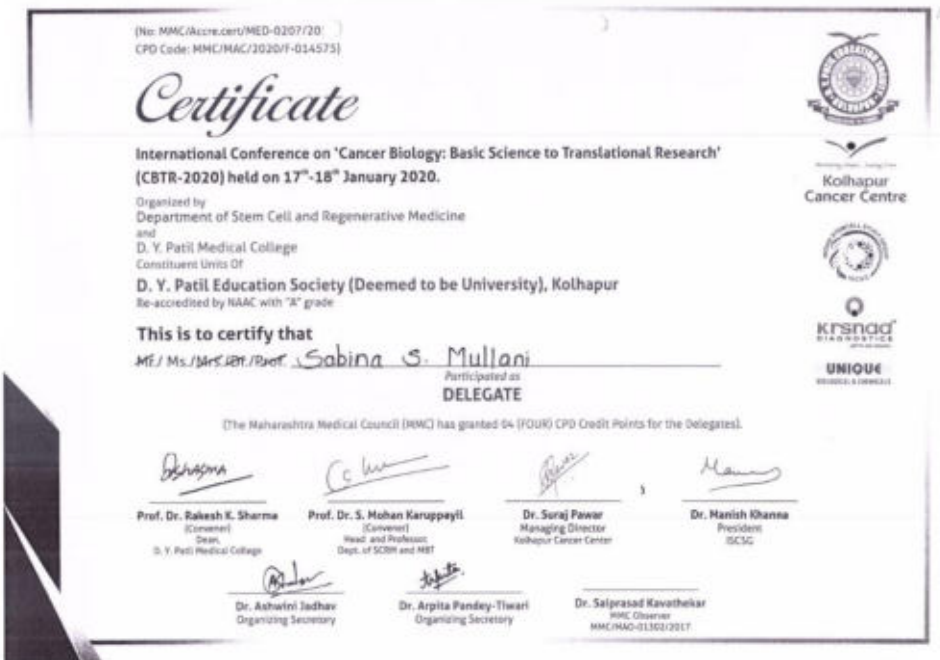 (No: MMC/Accre.cert/MED-0207/20
CPD Code: MMC/MAC/2020/F-014575)
Certificate
International Conference on 'Cancer Biology: Basic Science to Translational Research'
(CBTR-2020) held on 17th-18th January 2020.
Organized by
Department of Stem Cell and Regenerative Medicine
and
D. Y. Patil Medical College
Constituent Units Of
D. Y. Patil Education Society (Deemed to be University), Kolhapur
Re-accredited by NAAC with "A" grade
This is to certify that
Mr/ Ms./Mrs./Dr./Prof. Sabina S. Mullani
Participated as
DELEGATE
(The Maharashtra Medical Council (MMC) has granted 04 (FOUR) CPD Credit Points for the Delegates).
Prof. Dr. Rakesh K. Sharma
(Convener)
Dean,
D. Y. Patil Medical College
Prof. Dr. S. Mohan Karuppayil
(Convener)
Head and Professor
Dept. of SCRM and MBT
Dr. Suraj Pawar
Managing Director
Kolhapur Cancer Center
Dr. Manish Khanna
President
ISCSG
Dr. Ashwini Jadhav
Organizing Secretary
Dr. Arpita Pandey-Tiwari
Organizing Secretary
Dr. Saiprasad Kavathekar
MMC Observer
MMC/MAO-01302/2017
Kolhapur
Cancer Centre
krsnaa
DIAGNOSTICS
UNIQUE
BIOLOGICAL & CHEMICALS